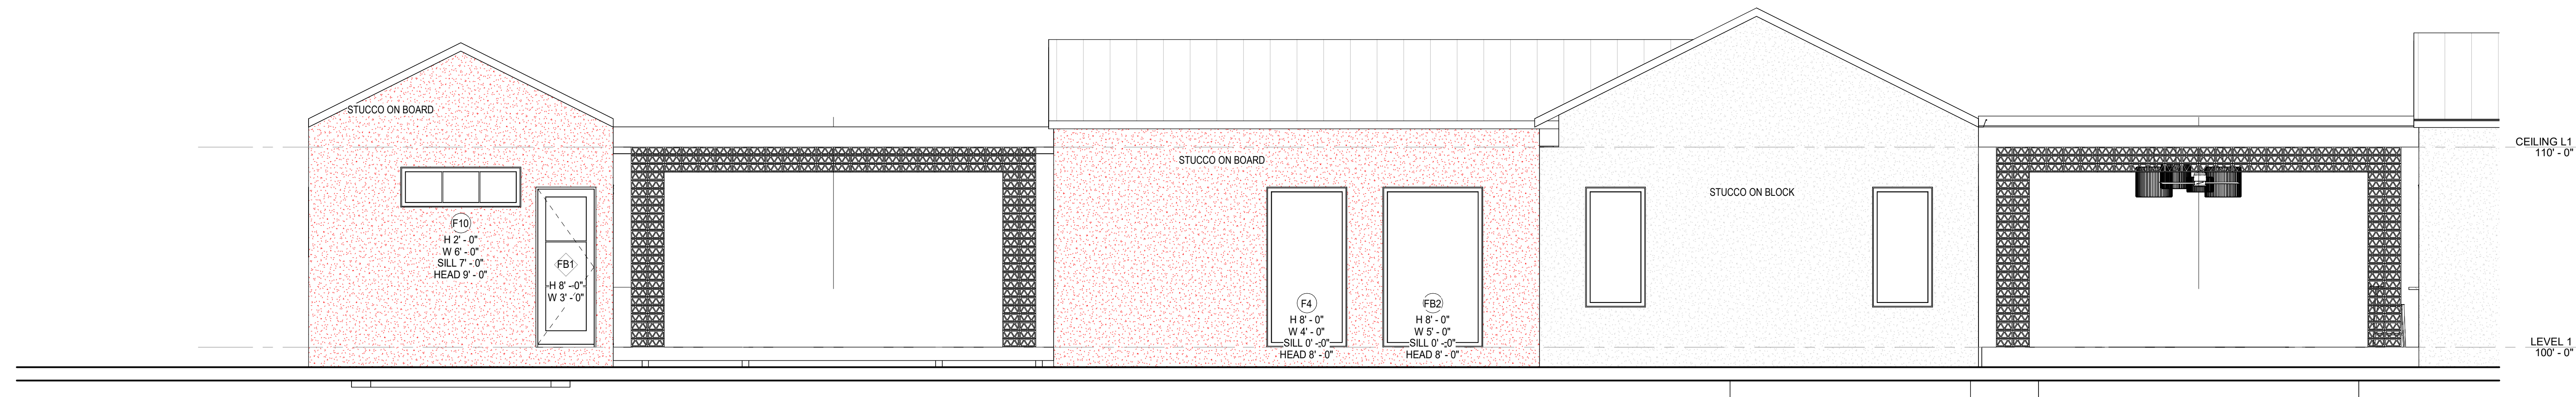 STUCCO ON BOARD
F10
H 2' - 0"
W 6' - 0"
SILL 7' - 0"
HEAD 9' - 0"
FB1
H 8' - 0"
W 3' - 0"
STUCCO ON BOARD
F4
H 8' - 0"
W 4' - 0"
SILL 0' - 0"
HEAD 8' - 0"
FB2
H 8' - 0"
W 5' - 0"
SILL 0' - 0"
HEAD 8' - 0"
STUCCO ON BLOCK
CEILING L1
110' - 0"
LEVEL 1
100' - 0"